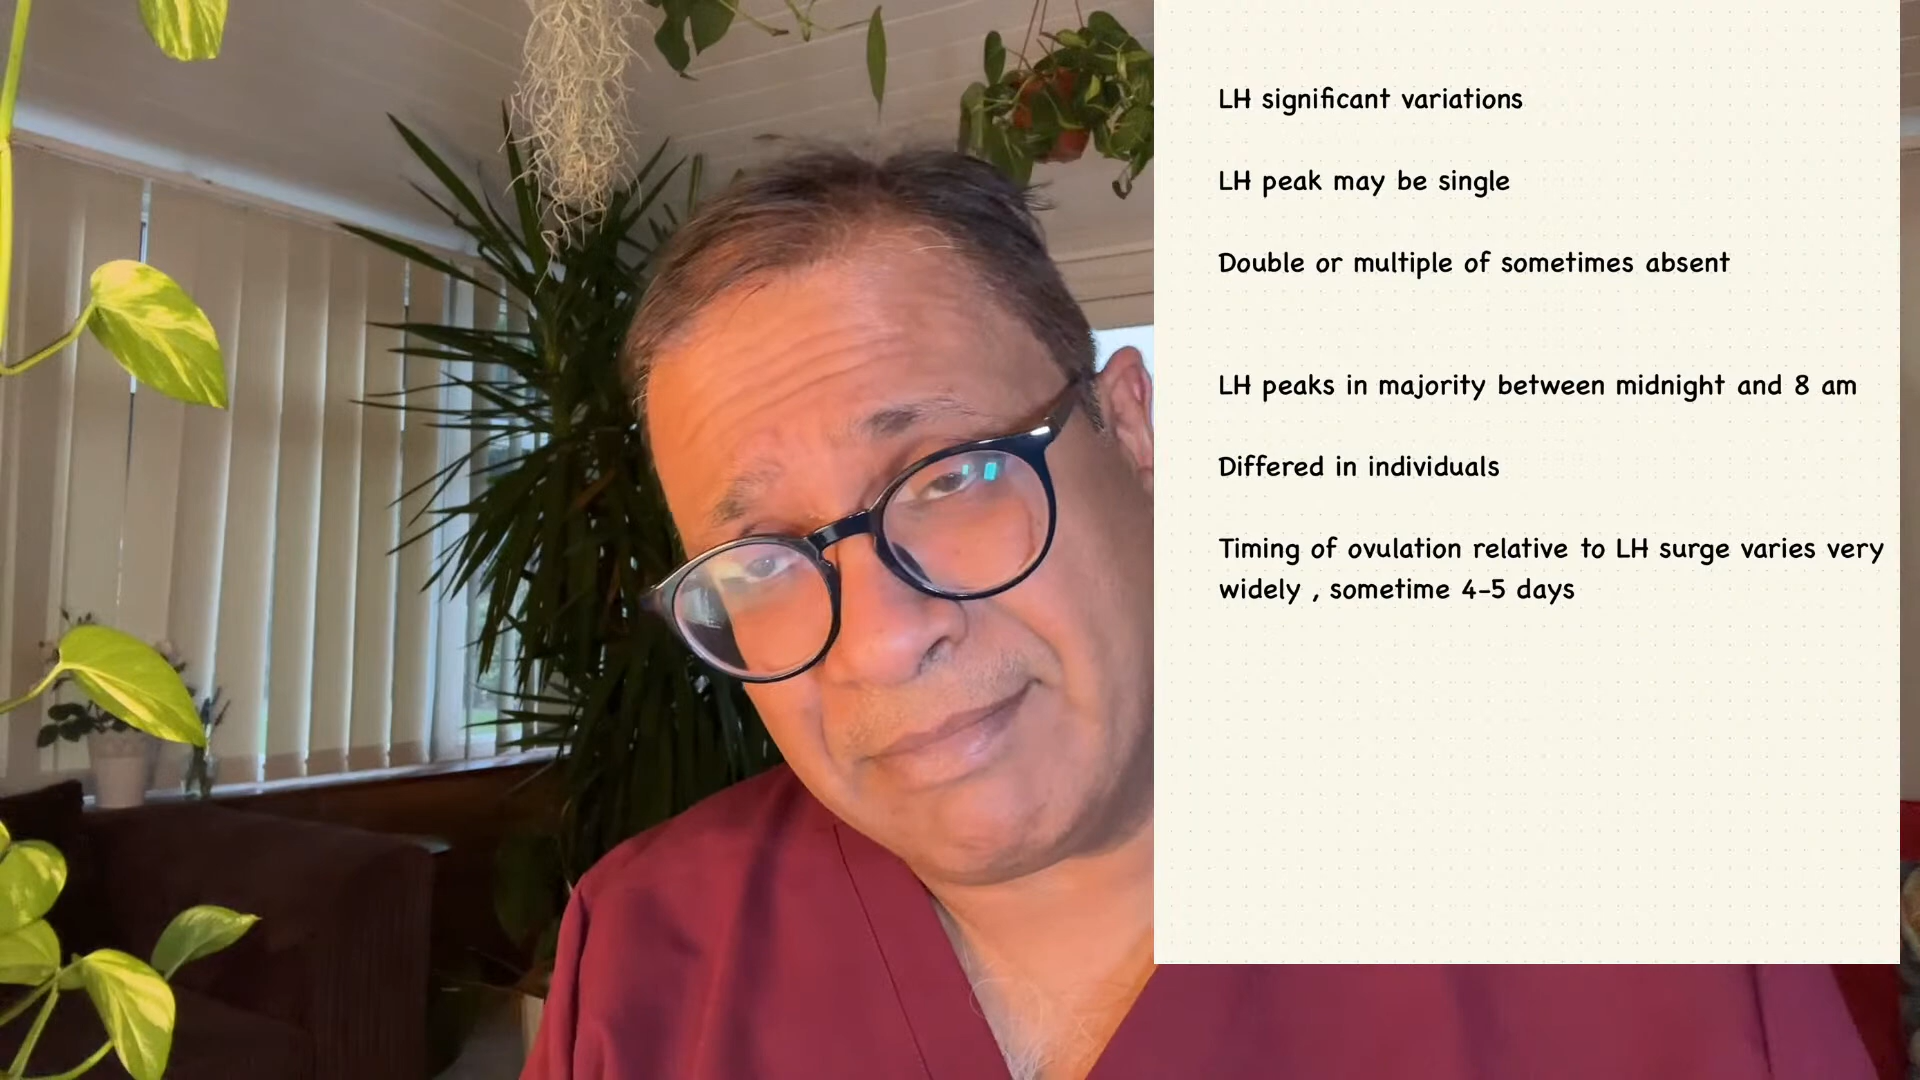 LH significant variations
LH peak may be single
Double or multiple of sometimes absent
LH peaks in majority between midnight and 8 am
Differed in individuals
Timing of ovulation relative to LH surge varies very
widely , sometime 4-5 days